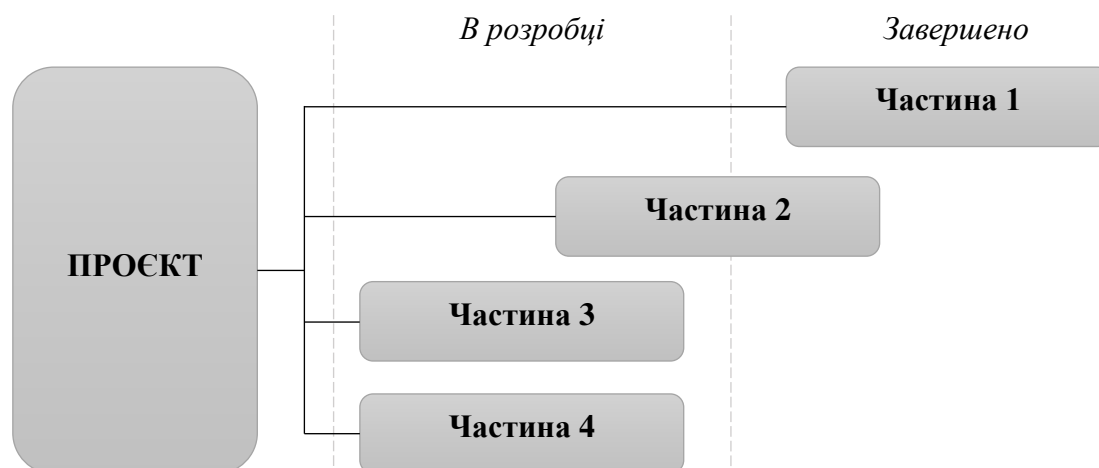 В розробці
Завершено
Частина 1
Частина 2
ПРОЄКТ
Частина 3
Частина 4